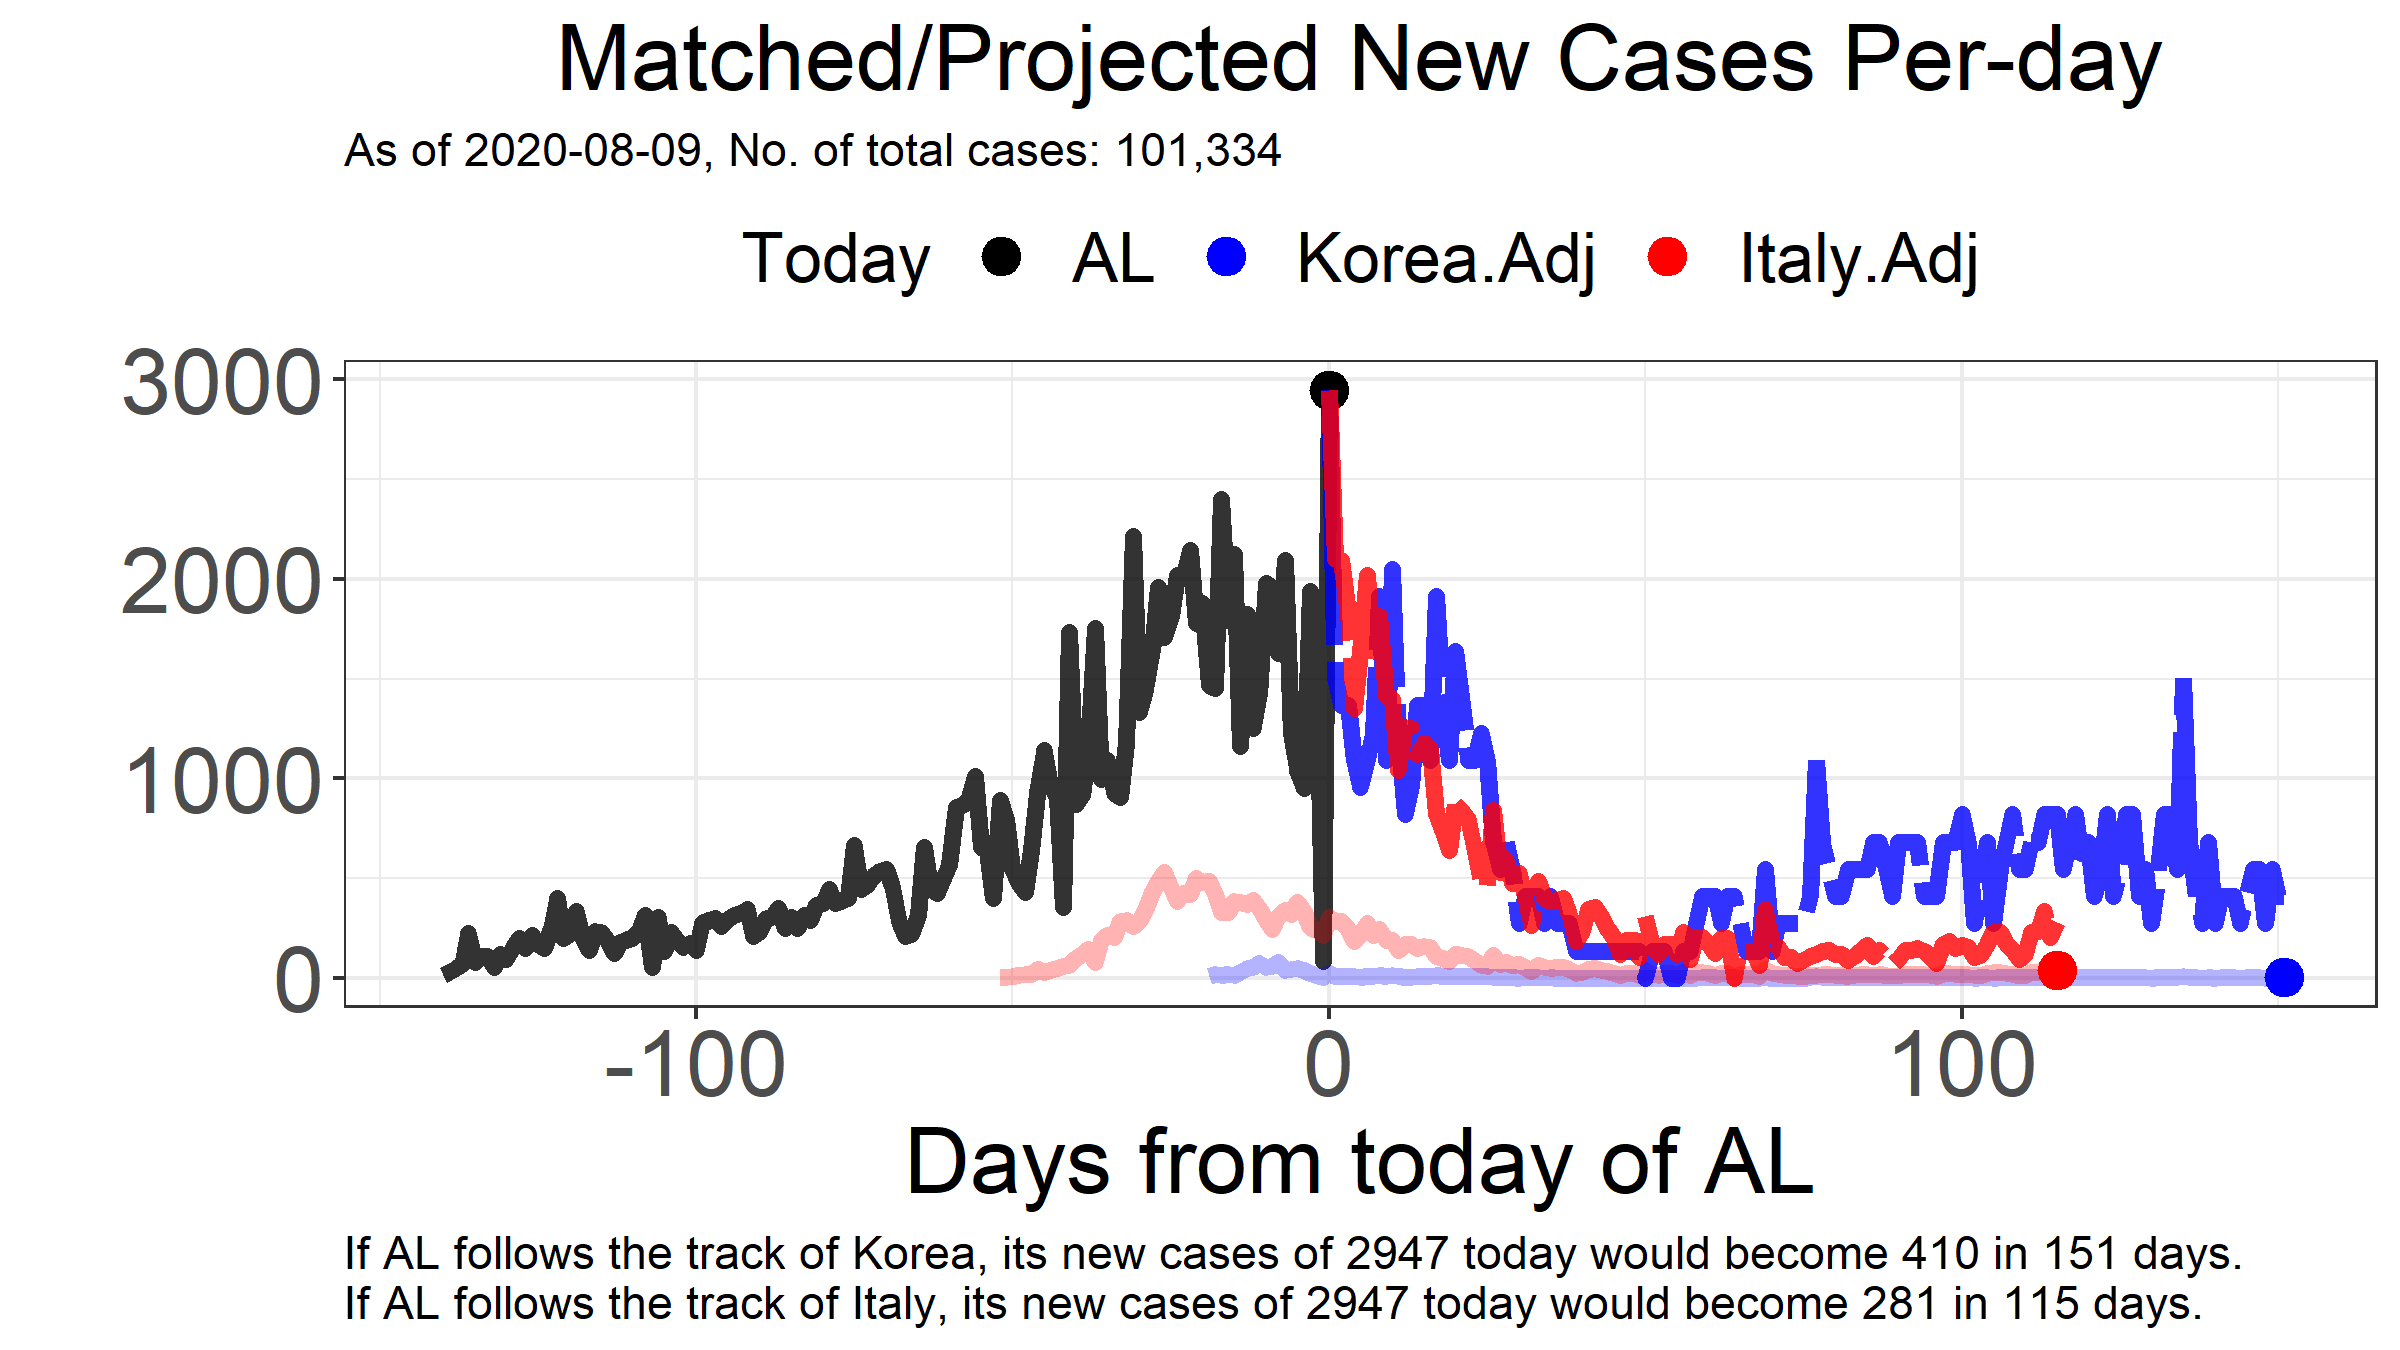 Matched/Projected New Cases Per-day
As of 2020-08-09, No. of total cases: 101,334
Today AL Korea.Adj Italy.Adj
3000
2000
1000
0
-100 0 100
Days from today of AL
If AL follows the track of Korea, its new cases of 2947 today would become 410 in 151 days.
If AL follows the track of Italy, its new cases of 2947 today would become 281 in 115 days.